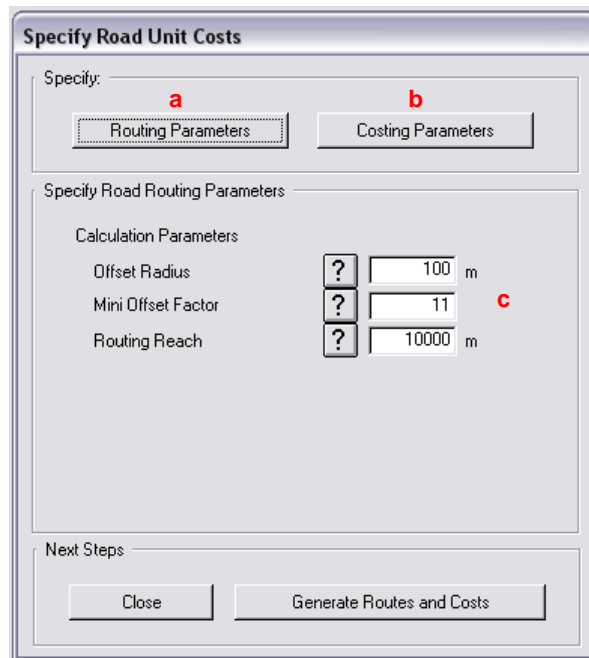 Specify Road Unit Costs
Specify:
a b
Routing Parameters Costing Parameters
Specify Road Routing Parameters
Calculation Parameters
Offset Radius ? 100 m
Mini Offset Factor ? 11 c
Routing Reach ? 10000 m
Next Steps
Close Generate Routes and Costs